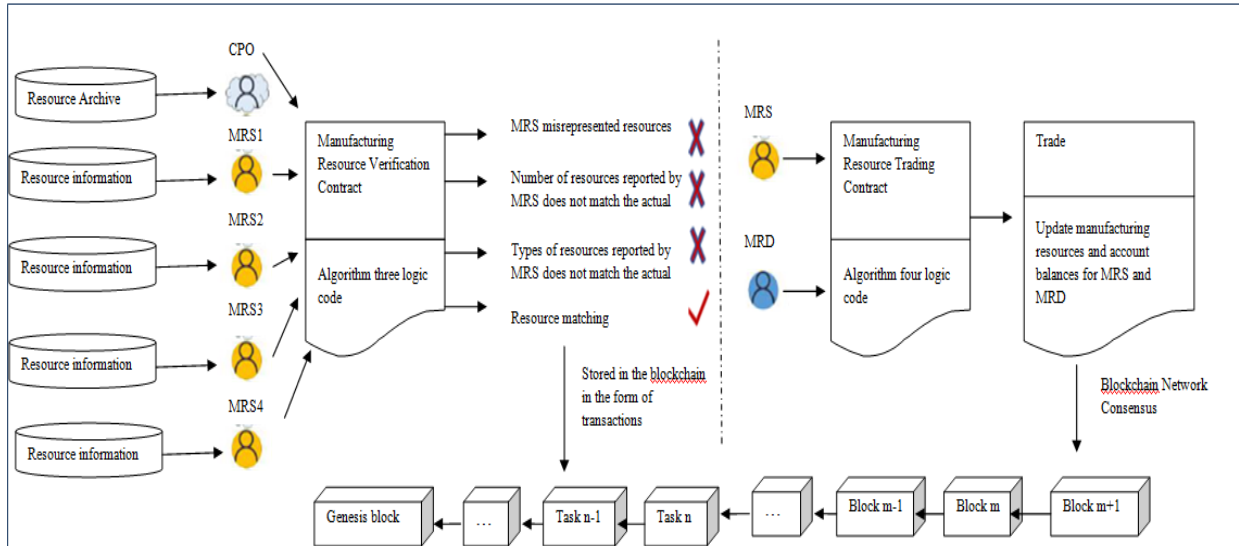 CPO
Resource Archive
MRS1
Resource information
MRS2
Resource information
MRS3
Resource information
MRS4
Resource information
Manufacturing
Resource Verification
Contract
Algorithm three logic
code
MRS misrepresented resources
Number of resources reported by
MRS does not match the actual
Types of resources reported by
MRS does not match the actual
Resource matching
Stored in the blockchain
in the form of
transactions
MRS
MRD
Manufacturing
Resource Trading
Contract
Algorithm four logic
code
Trade
Update manufacturing
resources and account
balances for MRS and
MRD
Blockchain Network
Consensus
Genesis block
...
Task n-1
Task n
...
Block m-1
Block m
Block m+1